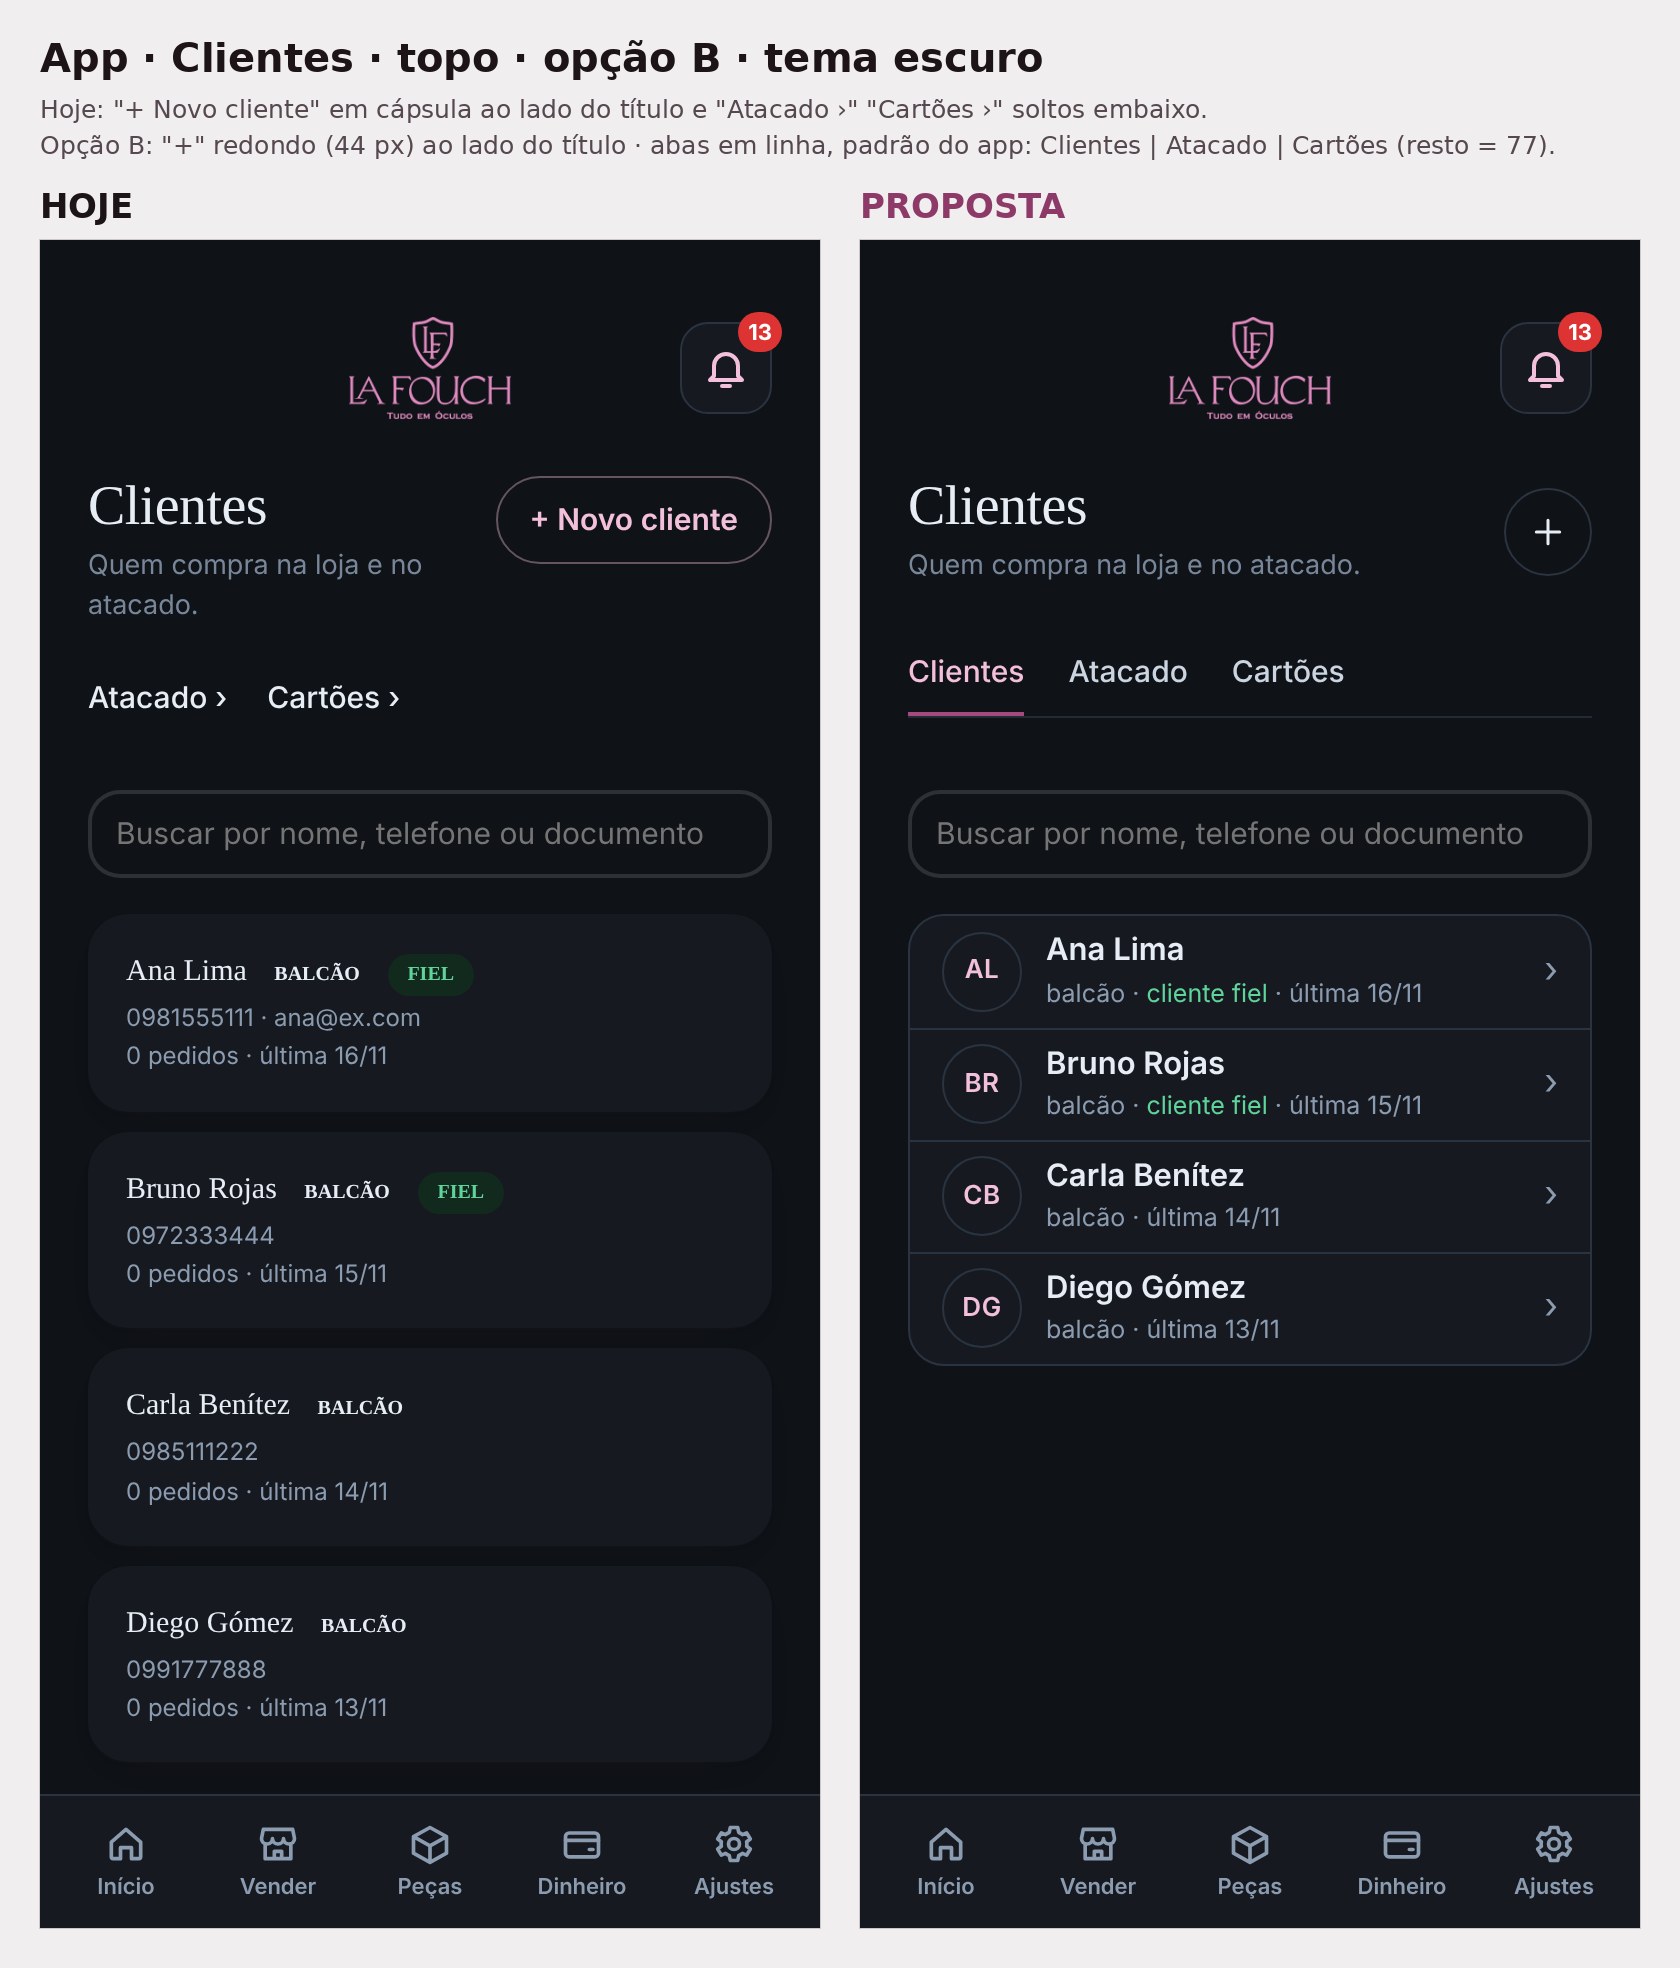 App · Clientes · topo · opção B · tema escuro
Hoje: "+ Novo cliente" em cápsula ao lado do título e "Atacado ›" "Cartões ›" soltos embaixo.
Opção B: "+" redondo (44 px) ao lado do título · abas em linha, padrão do app: Clientes | Atacado | Cartões (resto = 77).
HOJE
LF
LA FOUCH
Tudo em Óculos
13
Clientes
+ Novo cliente
Quem compra na loja e no
atacado.
Atacado › Cartões ›
Buscar por nome, telefone ou documento
Ana Lima BALCÃO FIEL
0981555111 · ana@ex.com
0 pedidos · última 16/11
Bruno Rojas BALCÃO FIEL
0972333444
0 pedidos · última 15/11
Carla Benítez BALCÃO
0985111222
0 pedidos · última 14/11
Diego Gómez BALCÃO
0991777888
0 pedidos · última 13/11
Início Vender Peças Dinheiro Ajustes
PROPOSTA
LF
LA FOUCH
Tudo em Óculos
13
Clientes
+
Quem compra na loja e no atacado.
Clientes Atacado Cartões
Buscar por nome, telefone ou documento
AL Ana Lima ›
balcão · cliente fiel · última 16/11
BR Bruno Rojas ›
balcão · cliente fiel · última 15/11
CB Carla Benítez ›
balcão · última 14/11
DG Diego Gómez ›
balcão · última 13/11
Início Vender Peças Dinheiro Ajustes